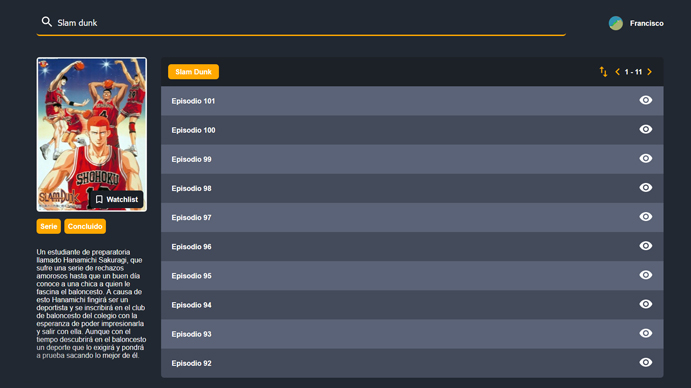 Slam dunk
Francisco
SHOHOKU
4
SLAM DUNK
Watchlist
Serie
Concluido
Un estudiante de preparatoria
llamado Hanamichi Sakuragi, que
sufre una serie de rechazos
amorosos hasta que un buen día
conoce a una chica a quien le
fascina el baloncesto. A causa de
esto Hanamichi fingirá ser un
deportista y se inscribirá en el club
de baloncesto del colegio con la
esperanza de poder impresionarla
y salir con ella. Aunque con el
tiempo descubrirá en el baloncesto
un deporte que lo exigirá y pondrá
a prueba sacando lo mejor de él.
Slam Dunk
1 - 11
Episodio 101
Episodio 100
Episodio 99
Episodio 98
Episodio 97
Episodio 96
Episodio 95
Episodio 94
Episodio 93
Episodio 92